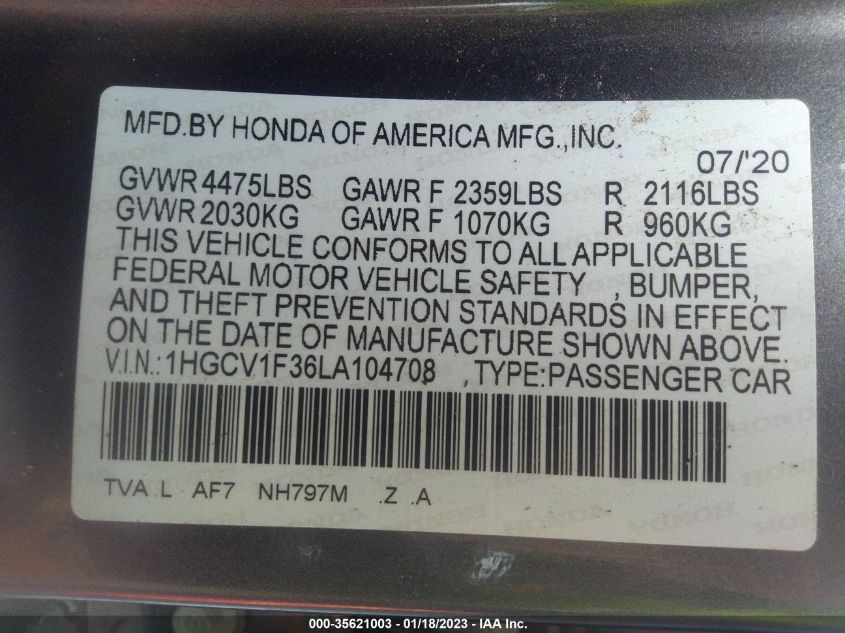 MFD.BY HONDA OF AMERICA MFG.,INC.
07/'20
GVWR 4475LBS GAWR F 2359LBS R 2116LBS
GVWR 2030KG GAWR F 1070KG R 960KG
THIS VEHICLE CONFORMS TO ALL APPLICABLE
FEDERAL MOTOR VEHICLE SAFETY , BUMPER,
AND THEFT PREVENTION STANDARDS IN EFFECT
ON THE DATE OF MANUFACTURE SHOWN ABOVE.
V.I.N.:1HGCV1F36LA104708 , TYPE:PASSENGER CAR
TVA .L AF7 NH797M .Z .A
000-35621003 - 01/18/2023 - IAA Inc.